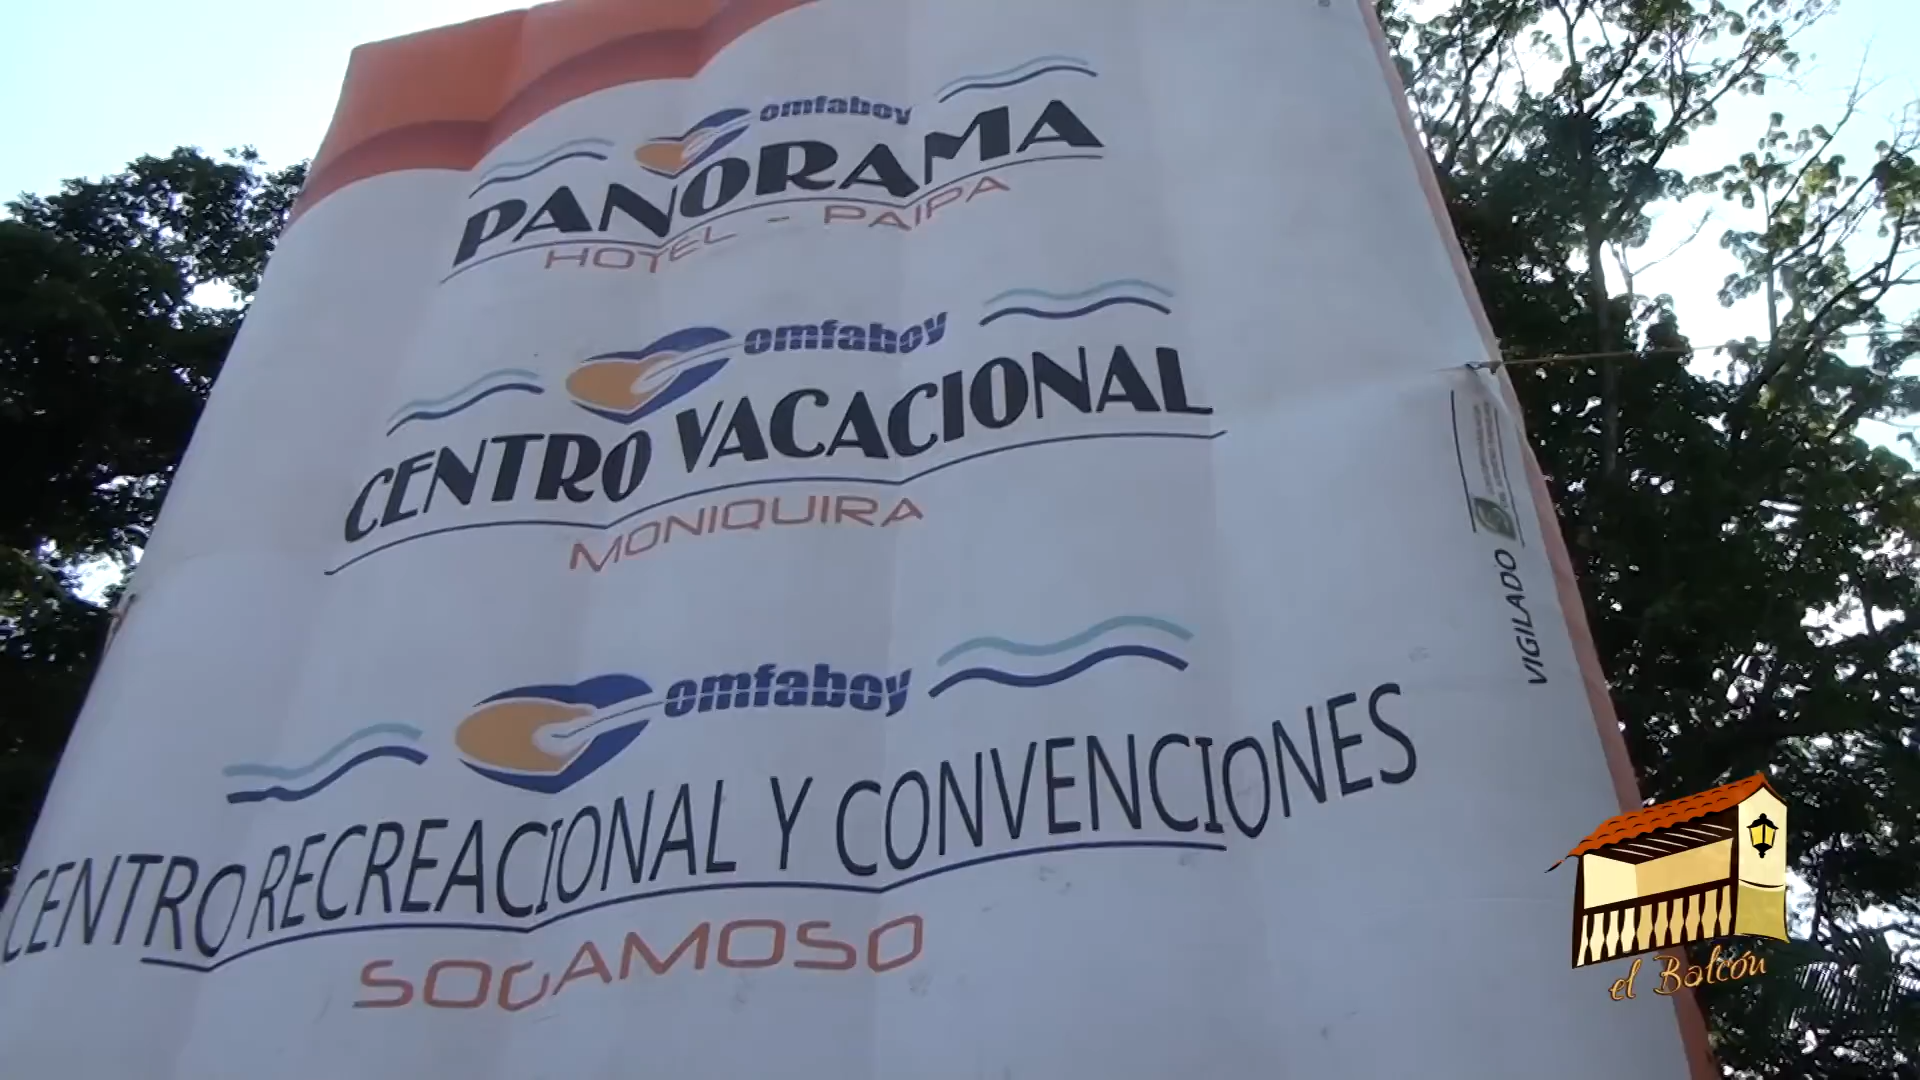 omfaboy
PANORAMA
HOTEL - PAIPA
omfaboy
CENTRO VACACIONAL
MONIQUIRA
omfaboy
CENTRO RECREACIONAL Y CONVENCIONES
SOGAMOSO
VIGILADO
el Balcón